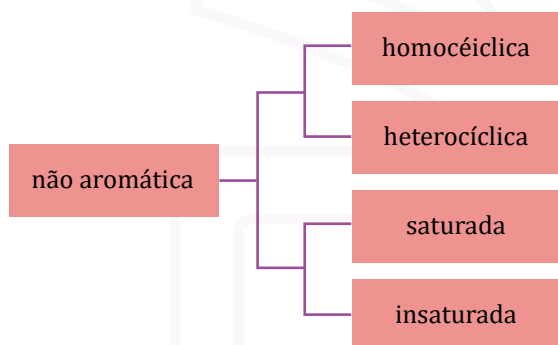 homocéiclica
heterocíclica
não aromática
saturada
insaturada